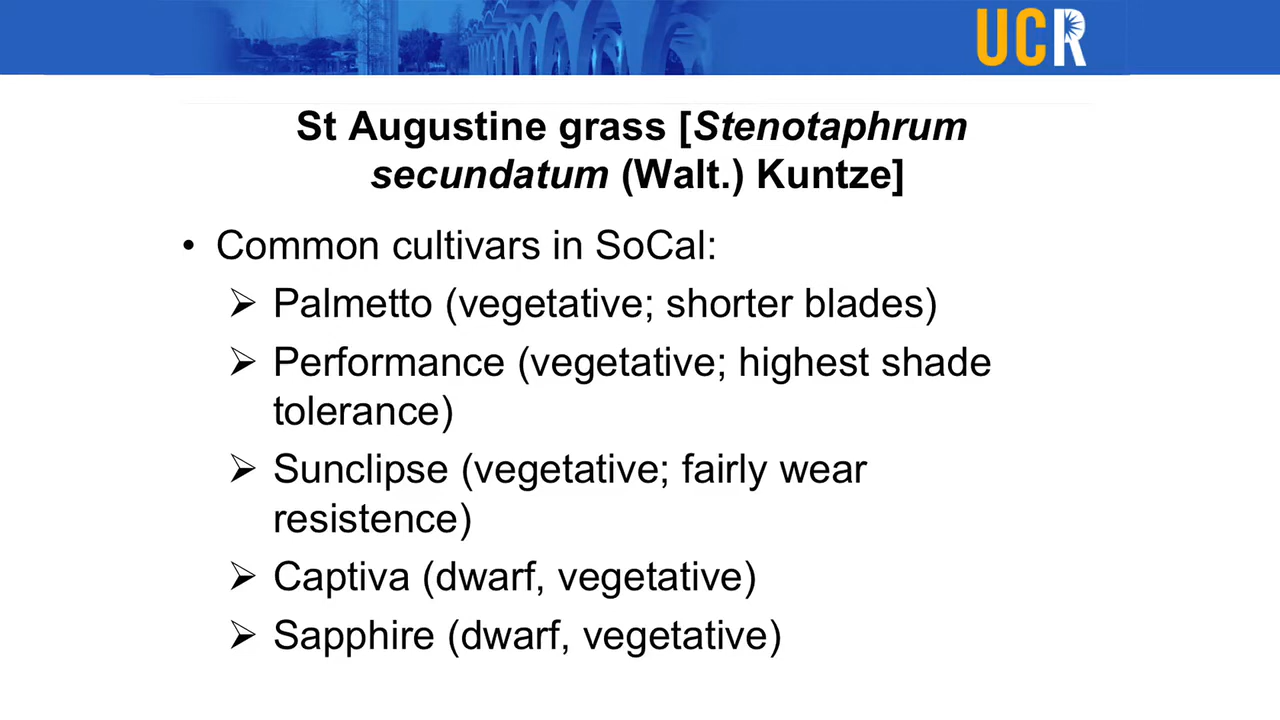 UCR
St Augustine grass [Stenotaphrum
secundatum (Walt.) Kuntze]
• Common cultivars in SoCal:
➢ Palmetto (vegetative; shorter blades)
➢ Performance (vegetative; highest shade
tolerance)
➢ Sunclipse (vegetative; fairly wear
resistence)
➢ Captiva (dwarf, vegetative)
➢ Sapphire (dwarf, vegetative)